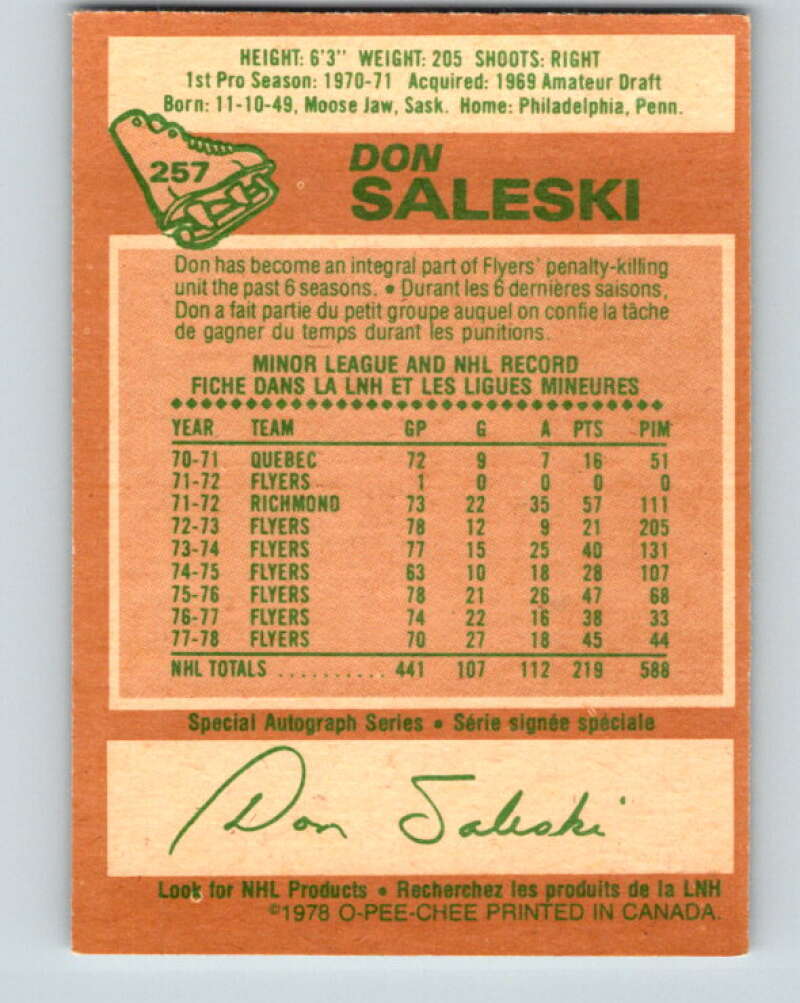 HEIGHT: 6'3" WEIGHT: 205 SHOOTS: RIGHT
1st Pro Season: 1970-71 Acquired: 1969 Amateur Draft
Born: 11-10-49, Moose Jaw, Sask. Home: Philadelphia, Penn.
257
DON
SALESKI
Don has become an integral part of Flyers' penalty-killing
unit the past 6 seasons. • Durant les 6 dernières saisons,
Don a fait partie du petit groupe auquel on confie la tâche
de gagner du temps durant les punitions.
MINOR LEAGUE AND NHL RECORD
FICHE DANS LA LNH ET LES LIGUES MINEURES
YEAR TEAM GP G A PTS PIM
70-71 QUEBEC 72 9 7 16 51
71-72 FLYERS 1 0 0 0 0
71-72 RICHMOND 73 22 35 57 111
72-73 FLYERS 78 12 9 21 205
73-74 FLYERS 77 15 25 40 131
74-75 FLYERS 63 10 18 28 107
75-76 FLYERS 78 21 26 47 68
76-77 FLYERS 74 22 16 38 33
77-78 FLYERS 70 27 18 45 44
NHL TOTALS .......... 441 107 112 219 588
Special Autograph Series • Série signée spéciale
Don Saleski
Look for NHL Products • Recherchez les produits de la LNH
©1978 O-PEE-CHEE PRINTED IN CANADA.